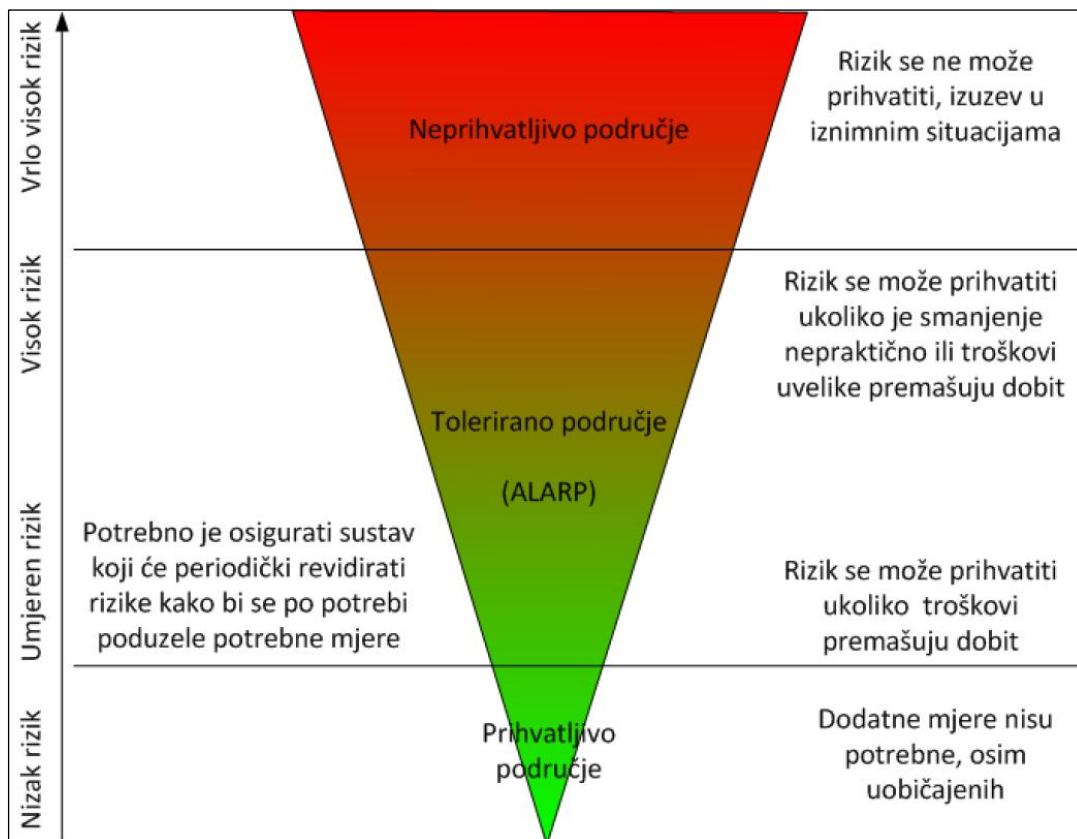 Vrlo visok rizik
Neprihvatljivo područje
Rizik se ne može
prihvatiti, izuzev u
iznimnim situacijama
Visok rizik
Rizik se može prihvatiti
ukoliko je smanjenje
nepraktično ili troškovi
uvelike premašuju dobit
Tolerirano područje
(ALARP)
Umjeren rizik
Potrebno je osigurati sustav
koji će periodički revidirati
rizike kako bi se po potrebi
poduzele potrebne mjere
Rizik se može prihvatiti
ukoliko  troškovi
premašuju dobit
Nizak rizik
Prihvatljivo
područje
Dodatne mjere nisu
potrebne, osim
uobičajenih